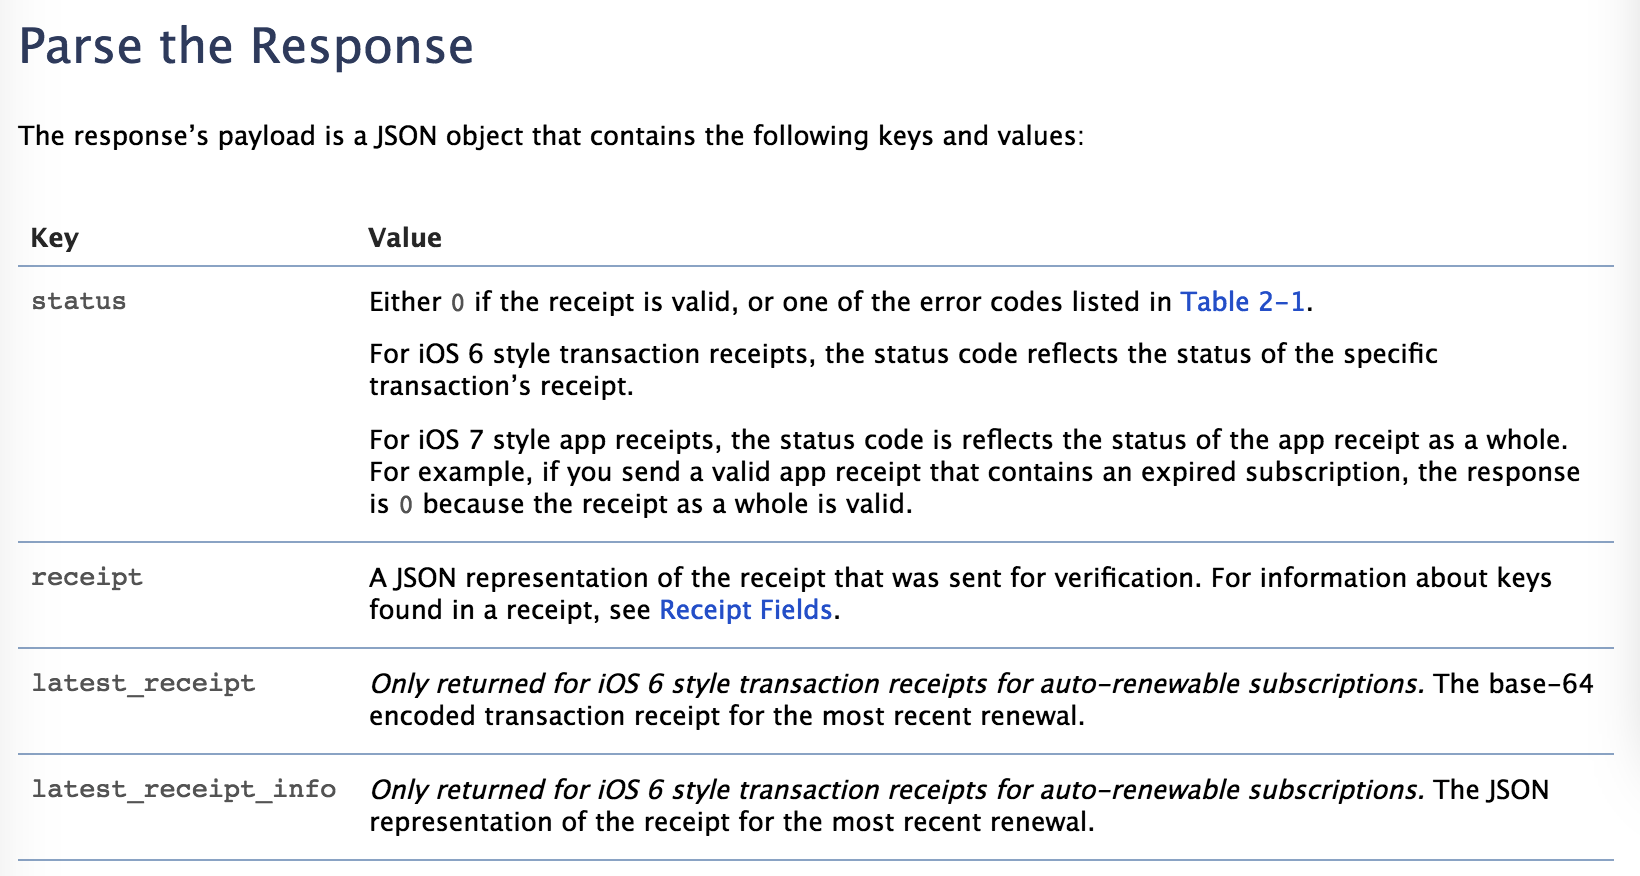 Parse the Response
The response’s payload is a JSON object that contains the following keys and values:
Key Value
status Either 0 if the receipt is valid, or one of the error codes listed in Table 2–1.
For iOS 6 style transaction receipts, the status code reflects the status of the specific
transaction’s receipt.
For iOS 7 style app receipts, the status code is reflects the status of the app receipt as a whole.
For example, if you send a valid app receipt that contains an expired subscription, the response
is 0 because the receipt as a whole is valid.
receipt A JSON representation of the receipt that was sent for verification. For information about keys
found in a receipt, see Receipt Fields.
latest_receipt Only returned for iOS 6 style transaction receipts for auto-renewable subscriptions. The base-64
encoded transaction receipt for the most recent renewal.
latest_receipt_info Only returned for iOS 6 style transaction receipts for auto-renewable subscriptions. The JSON
representation of the receipt for the most recent renewal.